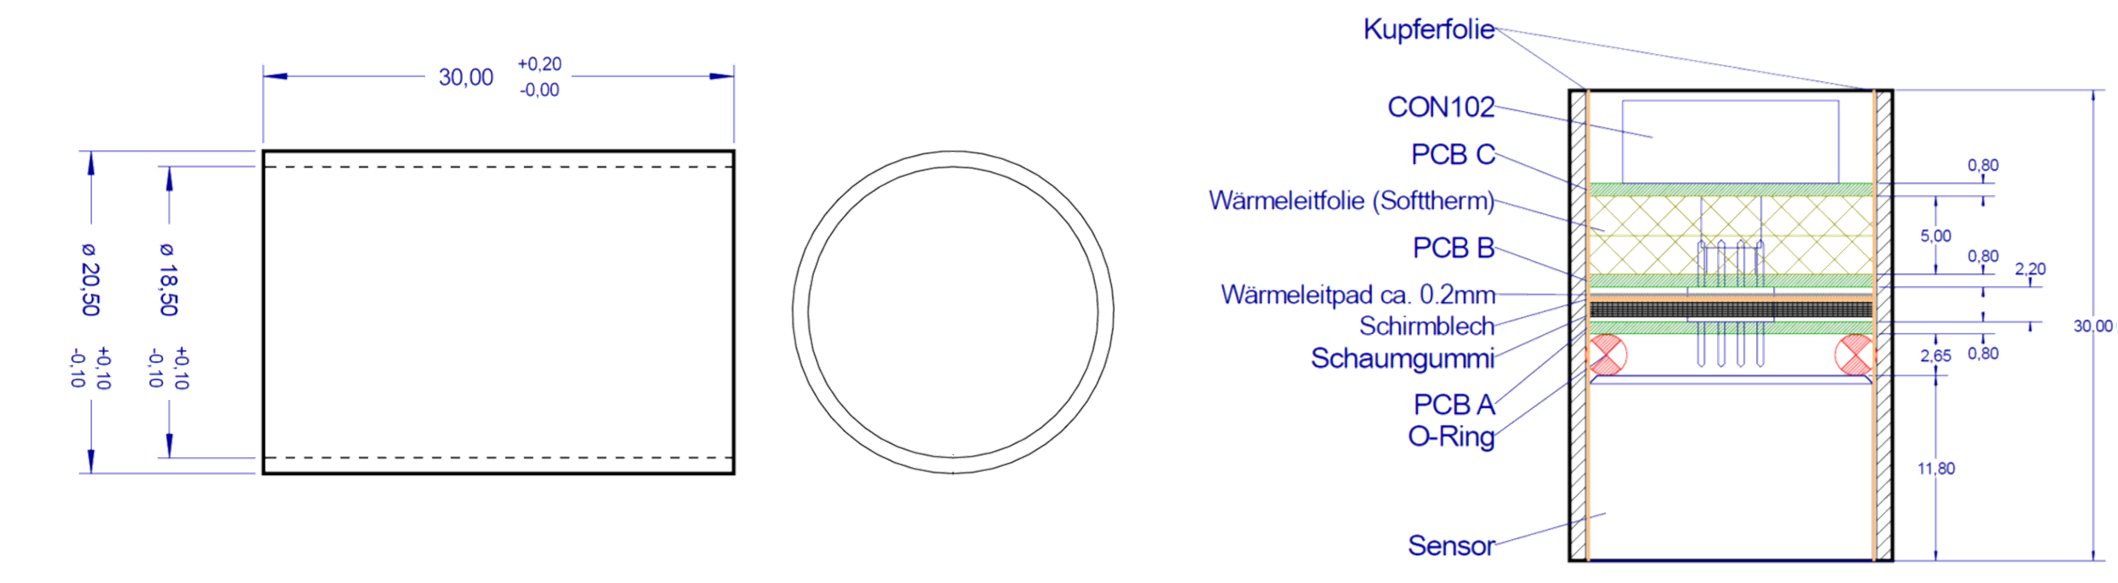 30,00
+0,20
-0,00
ø 20,50
+0,10
-0,10
ø 18,50
+0,10
-0,10
Kupferfolie
CON102
PCB C
Wärmeleitfolie (Softtherm)
PCB B
Wärmeleitpad ca. 0.2mm
Schirmblech
Schaumgummi
PCB A
O-Ring
Sensor
0,80
5,00
0,80
2,20
30,00
2,65
0,80
11,80